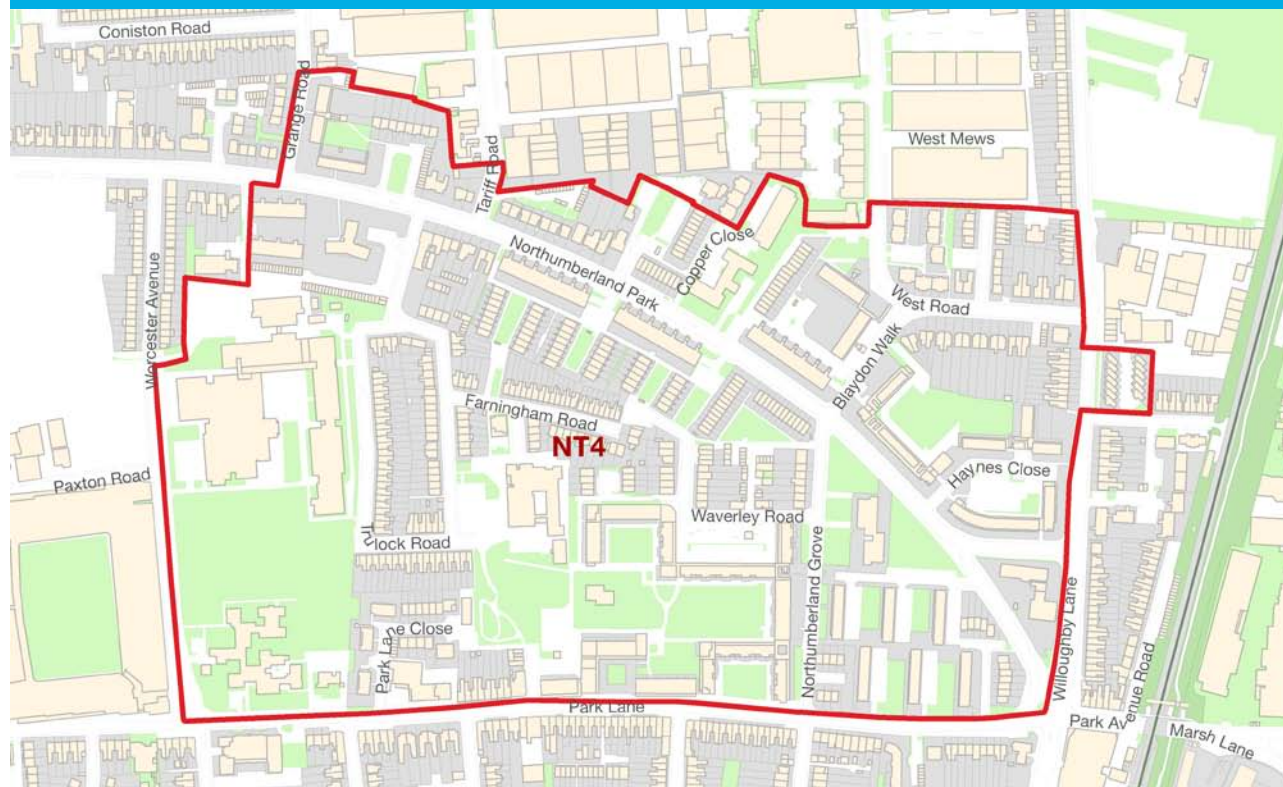 Coniston Road
Grange Road
West Mews
Tariff Road
Copper Close
Northumberland Park
West Road
Worcester Avenue
Blaydon Walk
Farningham Road
NT4
Haynes Close
Paxton Road
Waverley Road
Trulock Road
Northumberland Grove
Willoughby Lane
Park Lane Close
Park Lane
Park Avenue Road
Marsh Lane